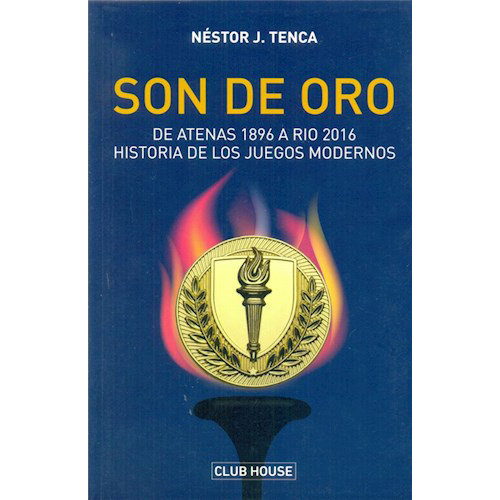 NÉSTOR J. TENCA
SON DE ORO
DE ATENAS 1896 A RIO 2016
HISTORIA DE LOS JUEGOS MODERNOS
CLUB HOUSE